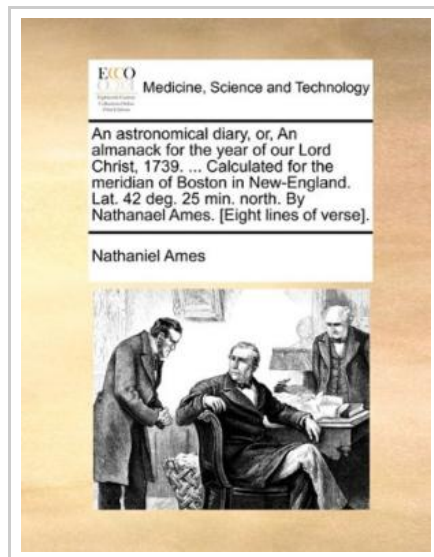 ECCO
Medicine, Science and Technology
An astronomical diary, or, An
almanack for the year of our Lord
Christ, 1739. ... Calculated for the
meridian of Boston in New-England.
Lat. 42 deg. 25 min. north. By
Nathanael Ames. [Eight lines of verse].
Nathaniel Ames